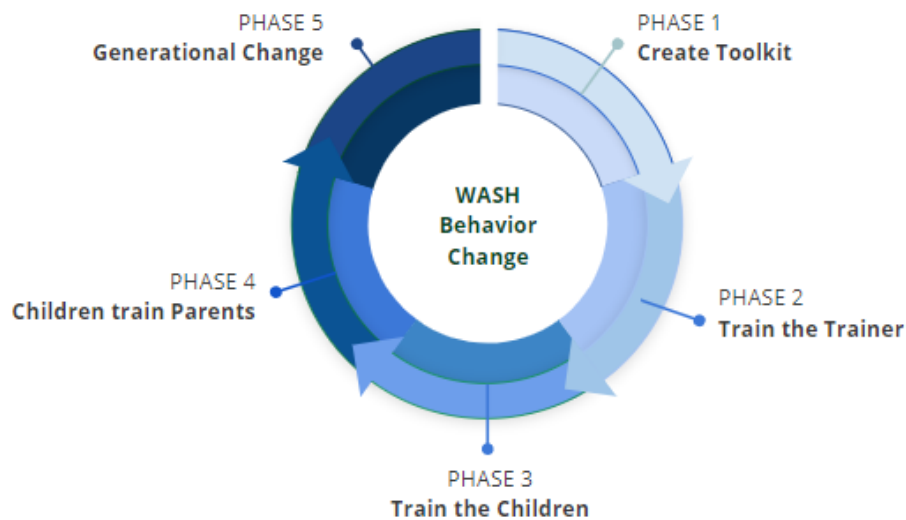 PHASE 1
Create Toolkit
PHASE 2
Train the Trainer
PHASE 3
Train the Children
PHASE 4
Children train Parents
PHASE 5
Generational Change
WASH
Behavior
Change